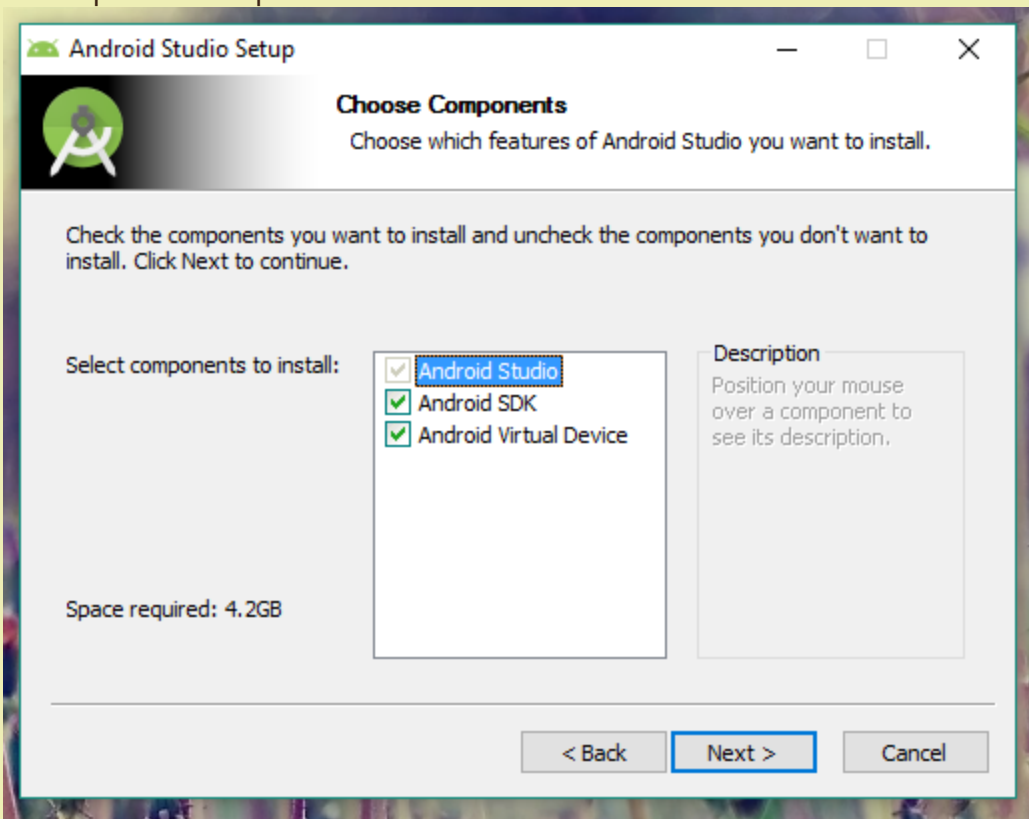 Android Studio Setup
Choose Components
Choose which features of Android Studio you want to install.
Check the components you want to install and uncheck the components you don't want to
install. Click Next to continue.
Select components to install:
Android Studio
Android SDK
Android Virtual Device
Description
Position your mouse
over a component to
see its description.
Space required: 4.2GB
< Back
Next >
Cancel